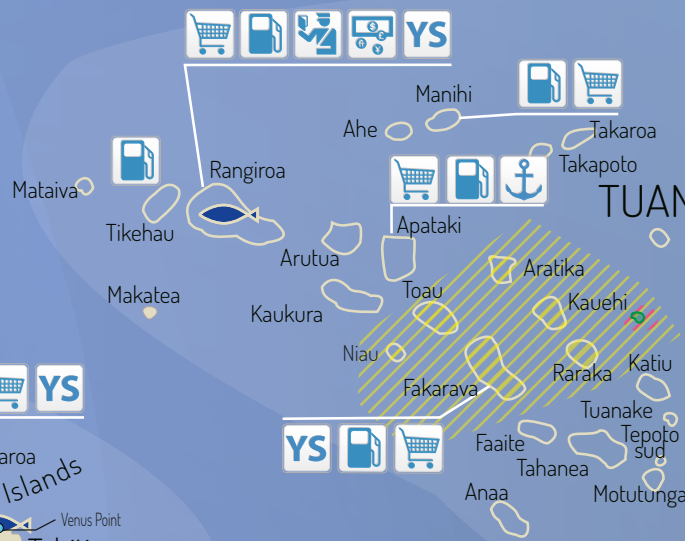 YS
Manihi
Ahe
Takaroa
Takapoto
Rangiroa
Mataiva
TUAN
Tikehau
Apataki
Arutua
Aratika
Makatea
Toau
Kauehi
Kaukura
Niau
Katiu
Raraka
Fakarava
YS
Tuanake
Tepoto
sud
YS
Faaite
Tahanea
aroa
Islands
Anaa
Motutunga
Venus Point